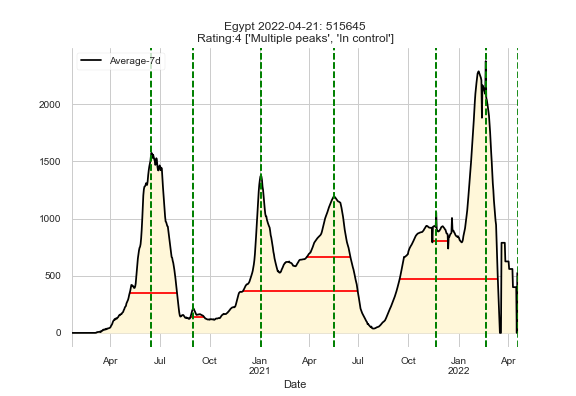 Egypt 2022-04-21: 515645
Rating:4 ['Multiple peaks', 'In control']
Average-7d
2000
1500
1000
500
0
Apr Jul Oct Jan Apr Jul Oct Jan Apr
2021 2022
Date